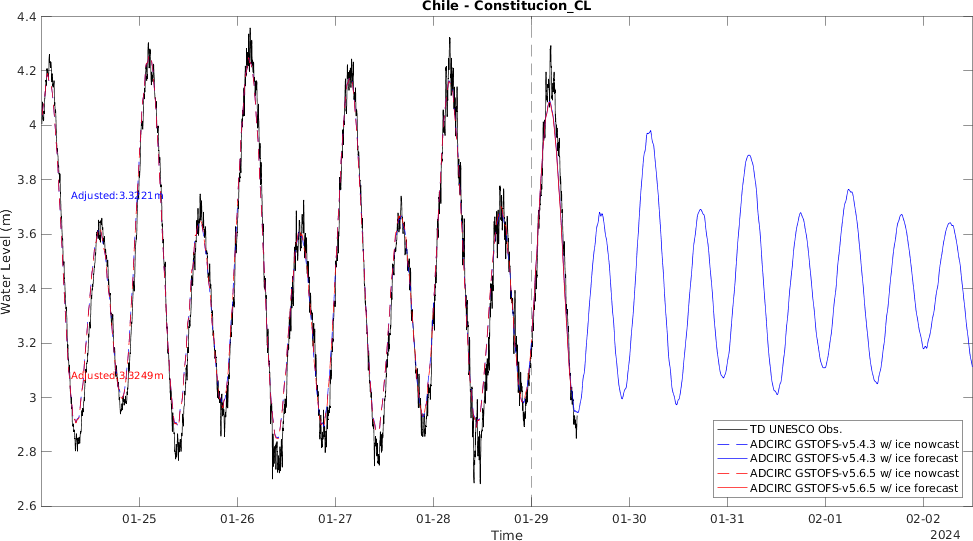 Chile - Constitucion_CL
4.4
4.2
4
3.8
3.6
3.4
3.2
3
2.8
2.6
Water Level (m)
Adjusted:3.3221m
Adjusted:3.3249m
TD UNESCO Obs.
ADCIRC GSTOFS-v5.4.3 w/ ice nowcast
ADCIRC GSTOFS-v5.4.3 w/ ice forecast
ADCIRC GSTOFS-v5.6.5 w/ ice nowcast
ADCIRC GSTOFS-v5.6.5 w/ ice forecast
01-25 01-26 01-27 01-28 01-29 01-30 01-31 02-01 02-02
Time
2024